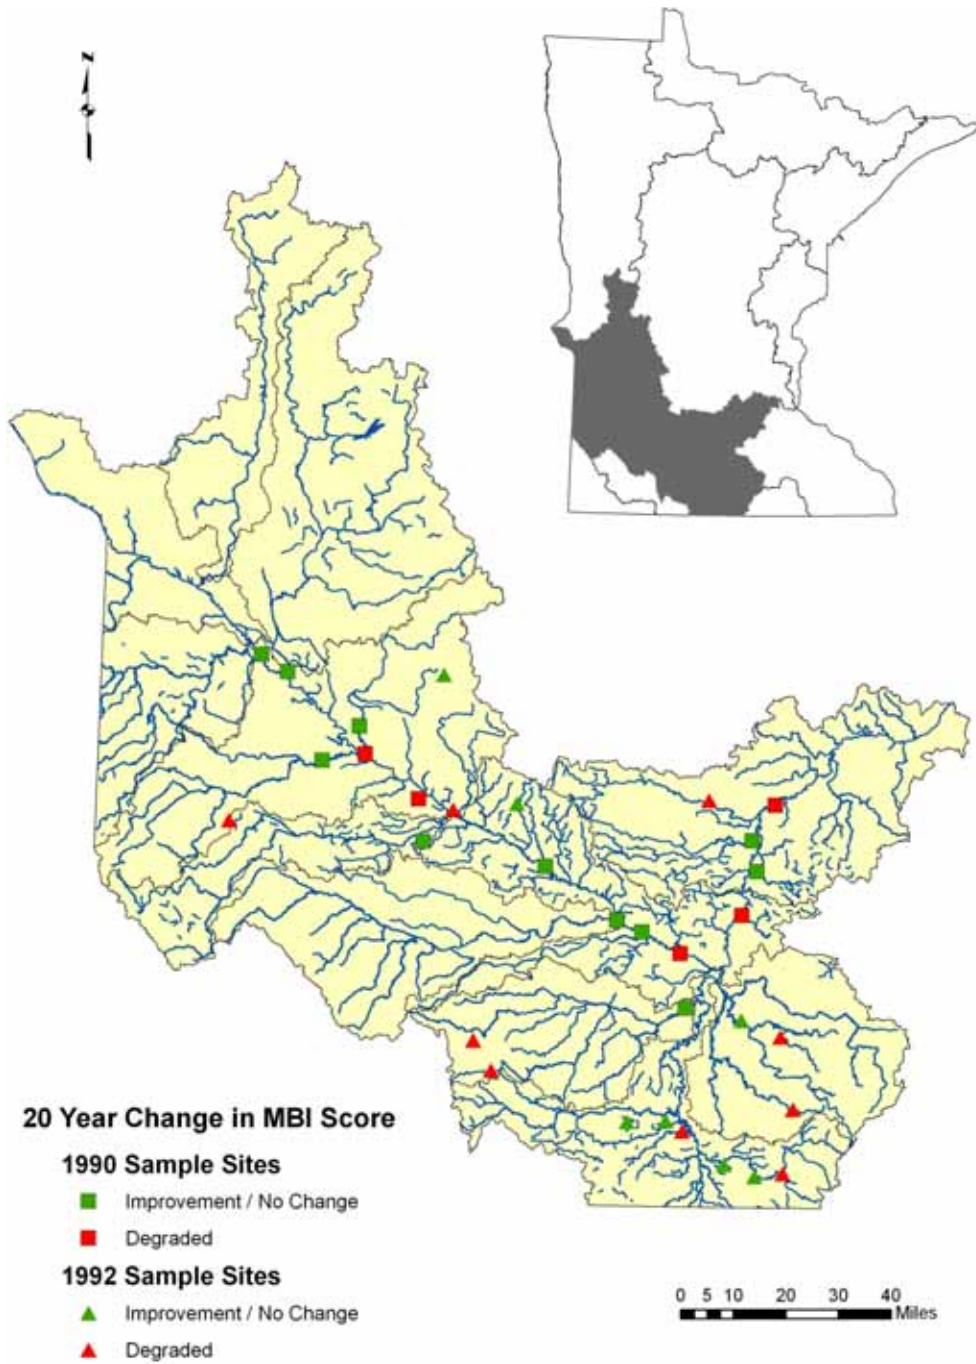 N
20 Year Change in MBI Score
1990 Sample Sites
Improvement / No Change
Degraded
1992 Sample Sites
Improvement / No Change
Degraded
0 5 10 20 30 40
Miles